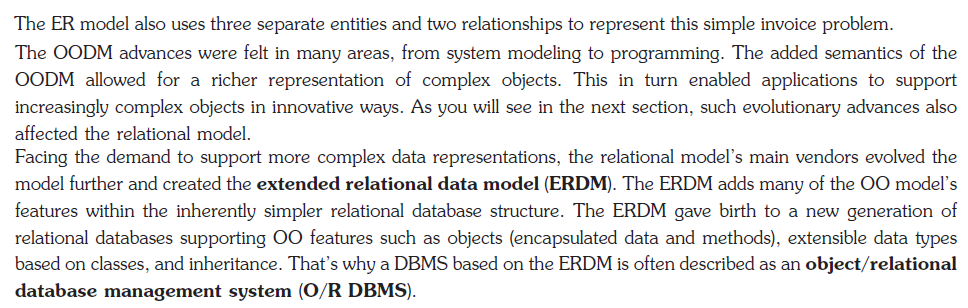 The ER model also uses three separate entities and two relationships to represent this simple invoice problem.
The OODM advances were felt in many areas, from system modeling to programming. The added semantics of the
OODM allowed for a richer representation of complex objects. This in turn enabled applications to support
increasingly complex objects in innovative ways. As you will see in the next section, such evolutionary advances also
affected the relational model.
Facing the demand to support more complex data representations, the relational model's main vendors evolved the
model further and created the extended relational data model (ERDM). The ERDM adds many of the OO model's
features within the inherently simpler relational database structure. The ERDM gave birth to a new generation of
relational databases supporting OO features such as objects (encapsulated data and methods), extensible data types
based on classes, and inheritance. That's why a DBMS based on the ERDM is often described as an object/relational
database management system (O/R DBMS).